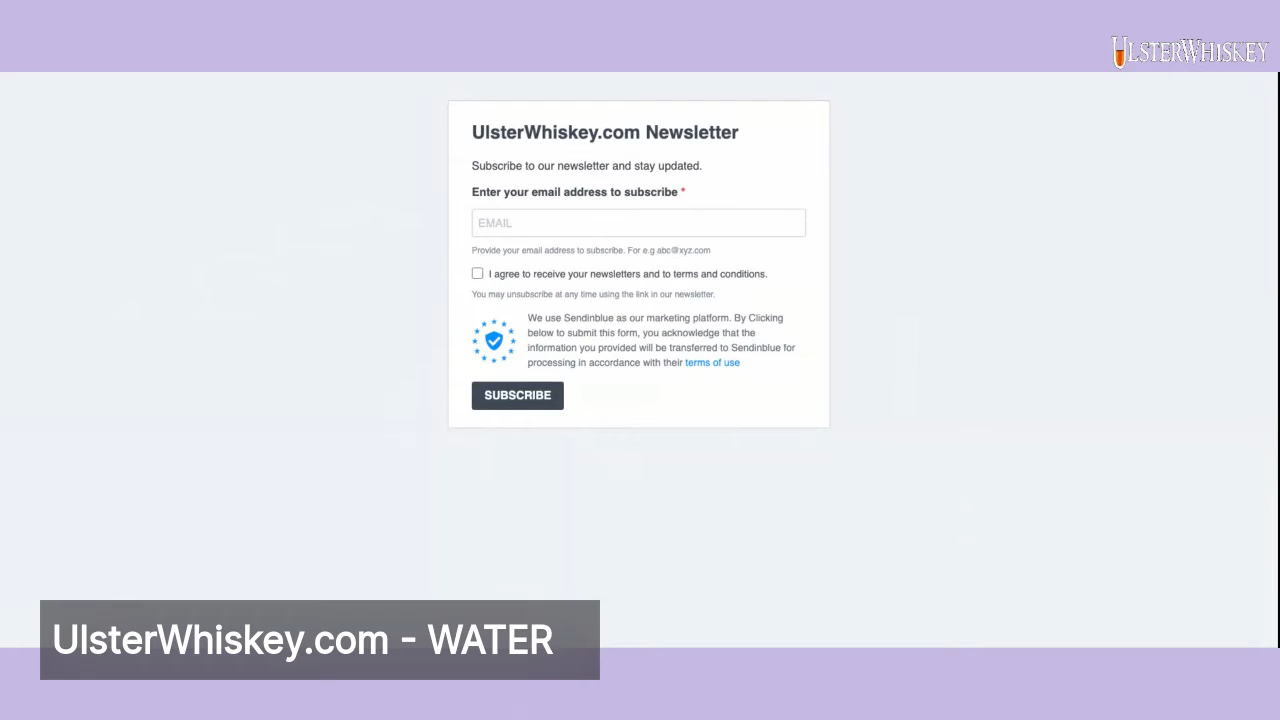 ULSTERWHISKEY
UlsterWhiskey.com Newsletter
Subscribe to our newsletter and stay updated.
Enter your email address to subscribe *
EMAIL
Provide your email address to subscribe. For e.g abc@xyz.com
I agree to receive your newsletters and to terms and conditions.
You may unsubscribe at any time using the link in our newsletter.
We use Sendinblue as our marketing platform. By Clicking
below to submit this form, you acknowledge that the
information you provided will be transferred to Sendinblue for
processing in accordance with their terms of use
SUBSCRIBE
UlsterWhiskey.com - WATER